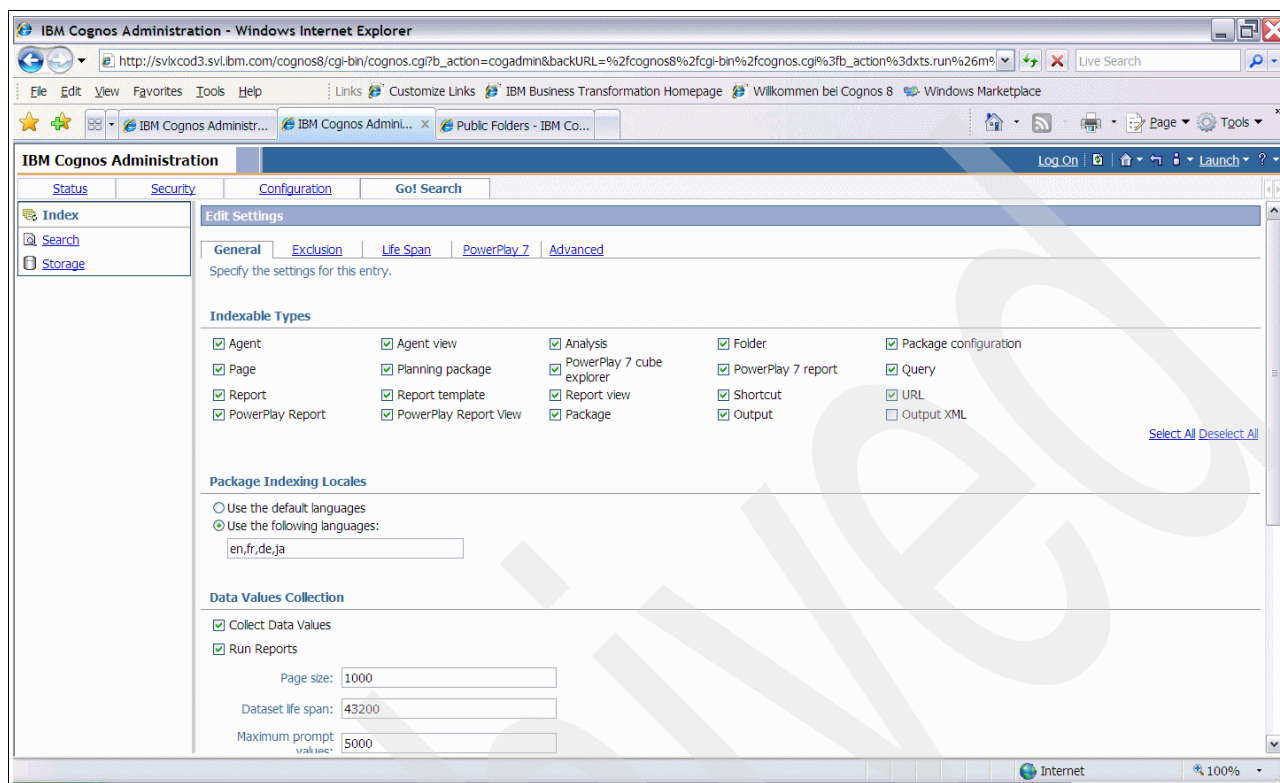 IBM Cognos Administration - Windows Internet Explorer
http://svlxcod3.svl.ibm.com/cognos8/cgi-bin/cognos.cgi?b_action=cogadmin&backURL=%2fcognos8%2fcgi-bin%2fcognos.cgi%3fb_action%3dxts.run%26m% Live Search
File Edit View Favorites Tools Help Links Customize Links IBM Business Transformation Homepage Willkommen bei Cognos 8 Windows Marketplace
IBM Cognos Administr... IBM Cognos Admini... Public Folders - IBM Co... Page Tools
IBM Cognos Administration Log On Launch ?
Status Security Configuration Go! Search
Index Edit Settings
Search General Exclusion Life Span PowerPlay 7 Advanced
Storage Specify the settings for this entry.
Indexable Types
Agent Agent view Analysis Folder Package configuration
Page Planning package PowerPlay 7 cube explorer PowerPlay 7 report Query
Report Report template Report view Shortcut URL
PowerPlay Report PowerPlay Report View Package Output Output XML
Select All Deselect All
Package Indexing Locales
Use the default languages
Use the following languages:
en,fr,de,ja
Data Values Collection
Collect Data Values
Run Reports
Page size: 1000
Dataset life span: 43200
Maximum prompt values: 5000
Internet 100%